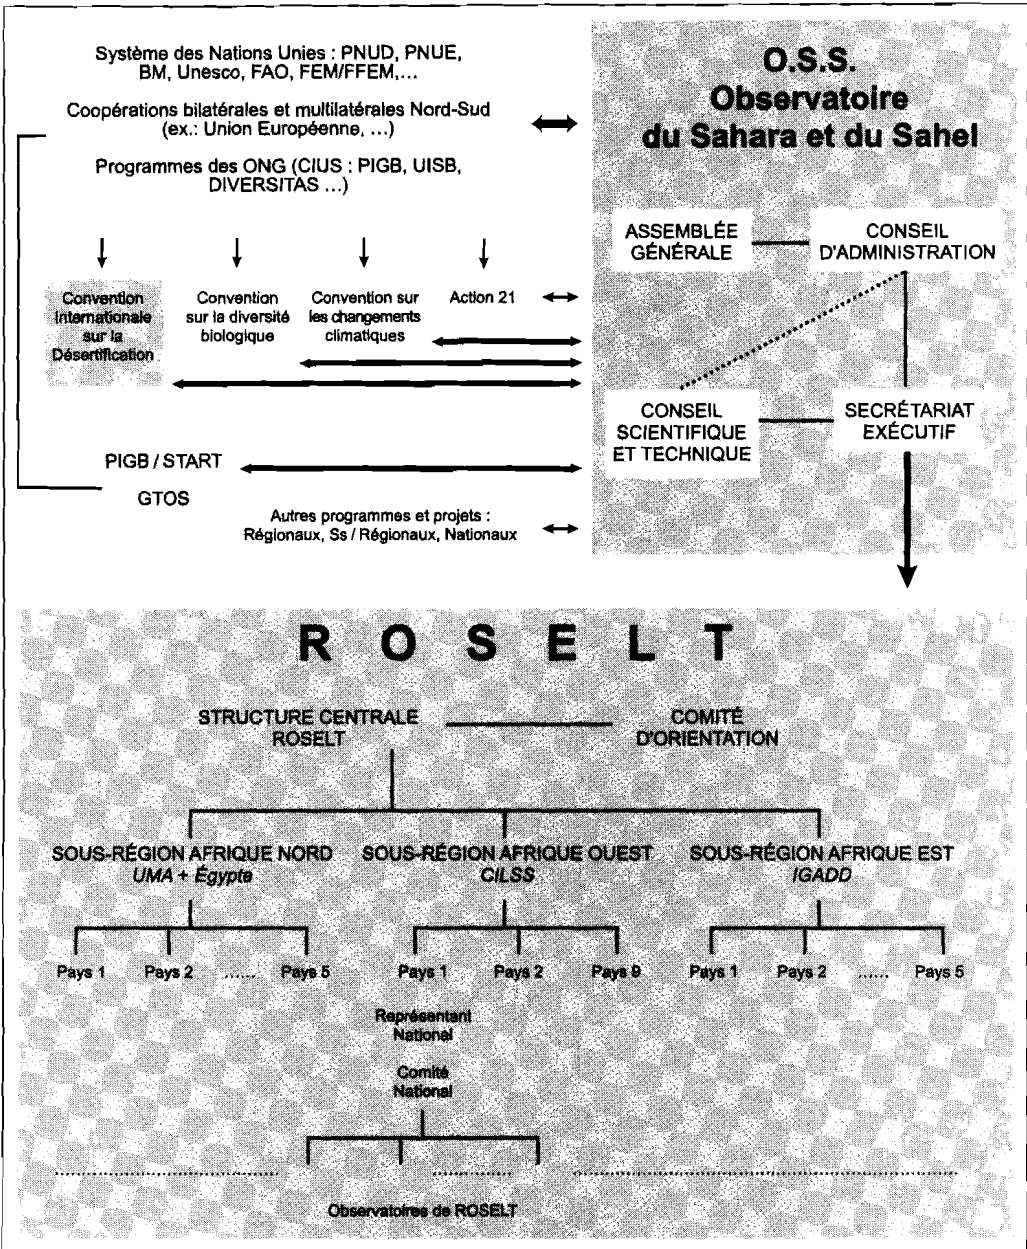 Système des Nations Unies : PNUD, PNUE,
BM, Unesco, FAO, FEM/FFEM,...
Coopérations bilatérales et multilatérales Nord-Sud
(ex.: Union Européenne, ...)
Programmes des ONG (CIUS : PIGB, UISB,
DIVERSITAS ...)
Convention
Internationale
sur la
Désertification
Convention
sur la diversité
biologique
Convention sur
les changements
climatiques
Action 21
PIGB / START
GTOS
Autres programmes et projets :
Régionaux, Ss / Régionaux, Nationaux
O.S.S.
Observatoire
du Sahara et du Sahel
ASSEMBLÉE
GÉNÉRALE
CONSEIL
D'ADMINISTRATION
CONSEIL
SCIENTIFIQUE
ET TECHNIQUE
SECRÉTARIAT
EXÉCUTIF
R O S E L T
STRUCTURE CENTRALE
ROSELT
COMITÉ
D'ORIENTATION
SOUS-RÉGION AFRIQUE NORD
UMA + Égypte
SOUS-RÉGION AFRIQUE OUEST
CILSS
SOUS-RÉGION AFRIQUE EST
IGADD
Pays 1 Pays 2 ...... Pays 5
Pays 1 Pays 2 Pays 9
Pays 1 Pays 2 ...... Pays 5
Représentant
National
Comité
National
Observatoires de ROSELT